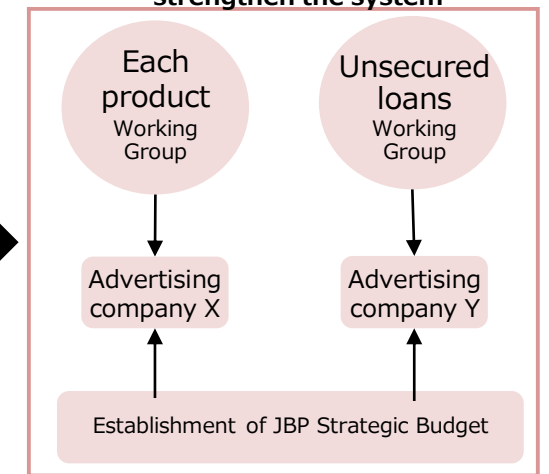 strengthen the system
Each
product
Working
Group
Unsecured
loans
Working
Group
Advertising
company X
Advertising
company Y
Establishment of JBP Strategic Budget